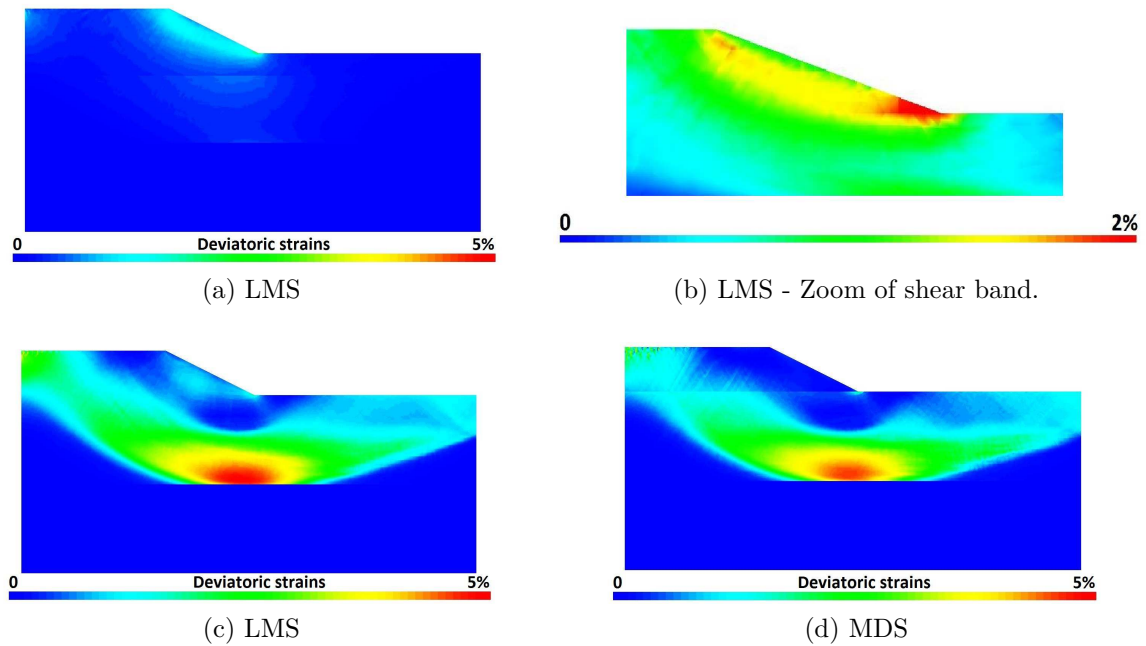 0 2%
0 Deviatoric strains 5%
(a) LMS
(b) LMS - Zoom of shear band.
0 Deviatoric strains 5%
0 Deviatoric strains 5%
(c) LMS
(d) MDS